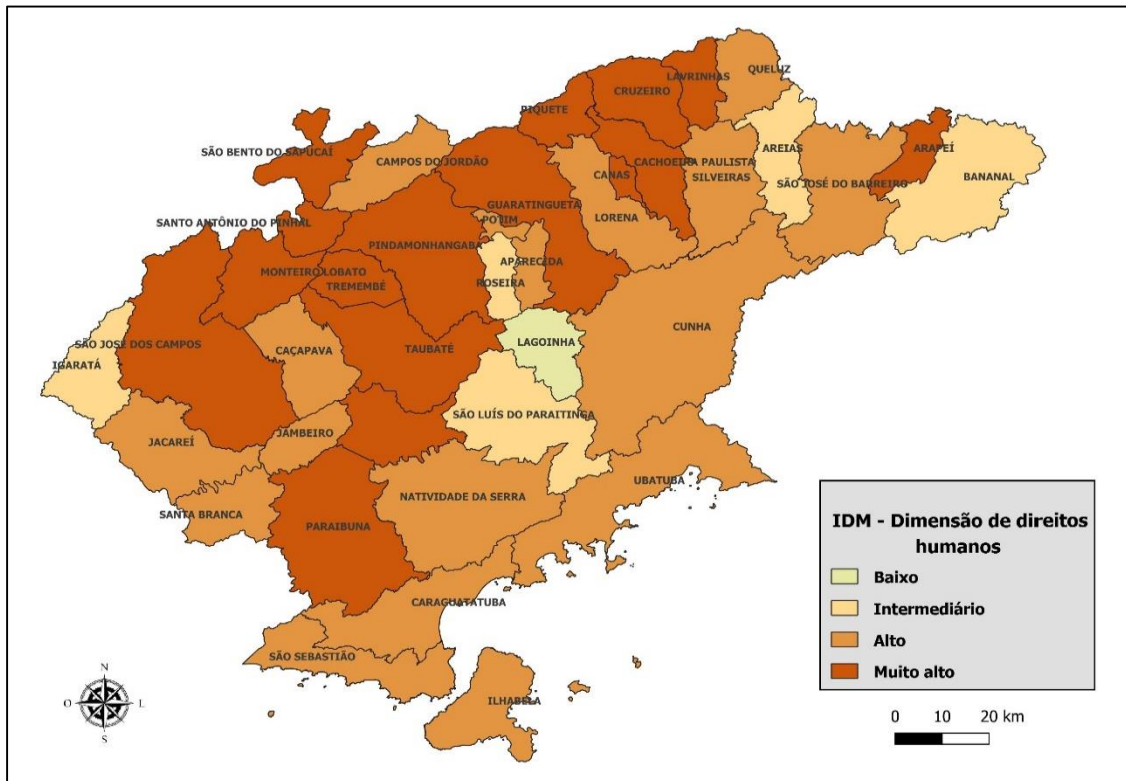 QUELUZ
LAVRINHAS
CRUZEIRO
PIQUETE
AREIAS
ARAPEÍ
SÃO BENTO DO SAPUCAÍ
CAMPOS DO JORDÃO
CACHOEIRA PAULISTA
CANAS
SILVEIRAS
BANANAL
SÃO JOSÉ DO BARREIRO
GUARATINGUETA
LORENA
SANTO ANTÔNIO DO PINHAL
POTIM
PINDAMONHANGABA
APARECIDA
MONTEIRO LOBATO
TREMEMBÉ
ROSEIRA
CUNHA
LAGOINHA
SÃO JOSÉ DOS CAMPOS
CAÇAPAVA
TAUBATÉ
IGARATÁ
SÃO LUÍS DO PARAITINGA
JAMBEIRO
JACAREÍ
UBATUBA
NATIVIDADE DA SERRA
SANTA BRANCA
PARAIBUNA
CARAGUATATUBA
SÃO SEBASTIÃO
ILHABELA
IDM - Dimensão de direitos
humanos
Baixo
Intermediário
Alto
Muito alto
N
O L
S
0 10 20 km